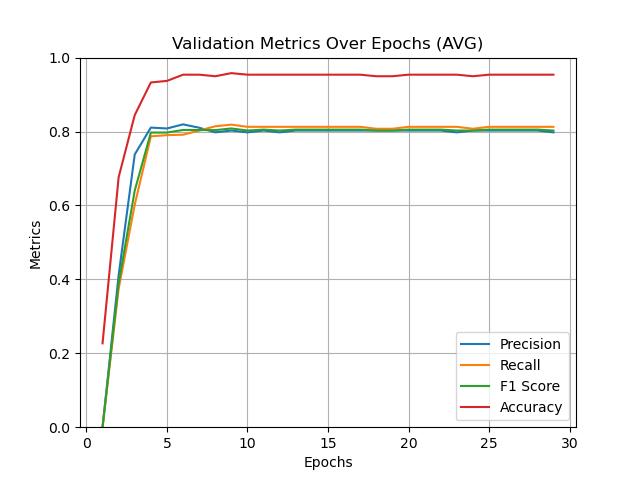 Validation Metrics Over Epochs (AVG)
1.0
0.8
0.6
0.4
0.2
0.0
Metrics
Precision
Recall
F1 Score
Accuracy
0 5 10 15 20 25 30
Epochs